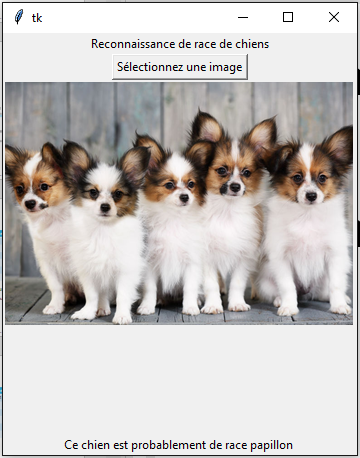 tk
Reconnaissance de race de chiens
Sélectionnez une image
Ce chien est probablement de race papillon